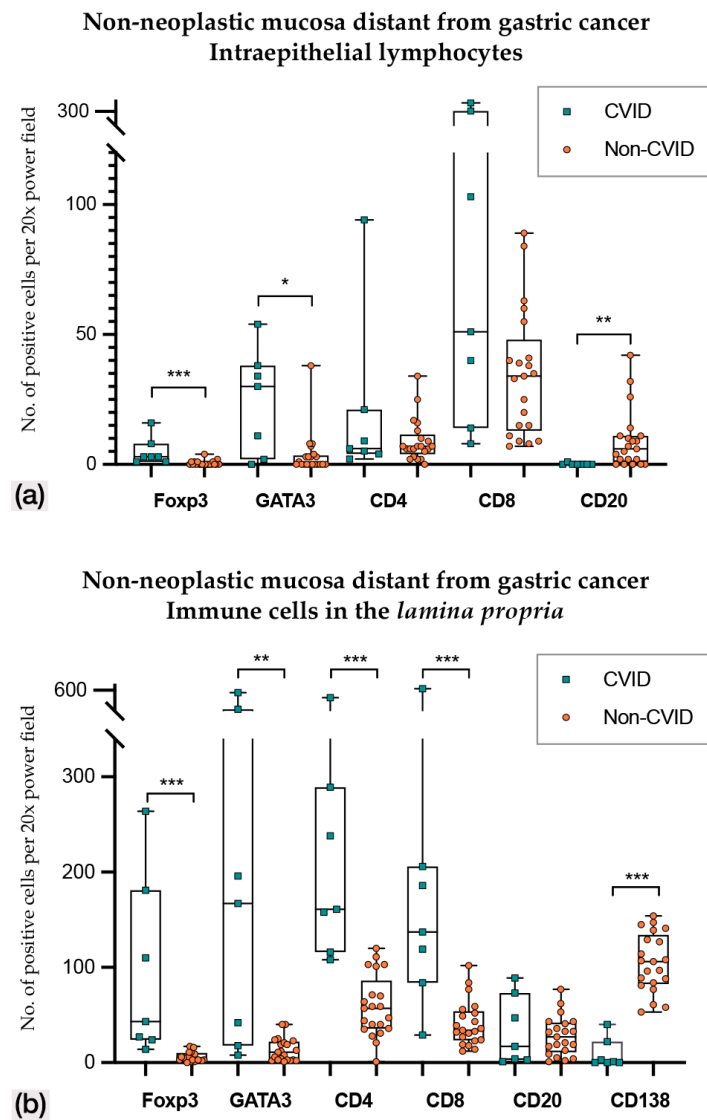 Non-neoplastic mucosa distant from gastric cancer
Intraepithelial lymphocytes
No. of positive cells per 20x power field
300
100
50
0
CVID
Non-CVID
***
*
**
Foxp3
GATA3
CD4
CD8
CD20
(a)
Non-neoplastic mucosa distant from gastric cancer
Immune cells in the lamina propria
No. of positive cells per 20x power field
600
300
200
100
0
CVID
Non-CVID
***
**
***
***
***
Foxp3
GATA3
CD4
CD8
CD20
CD138
(b)